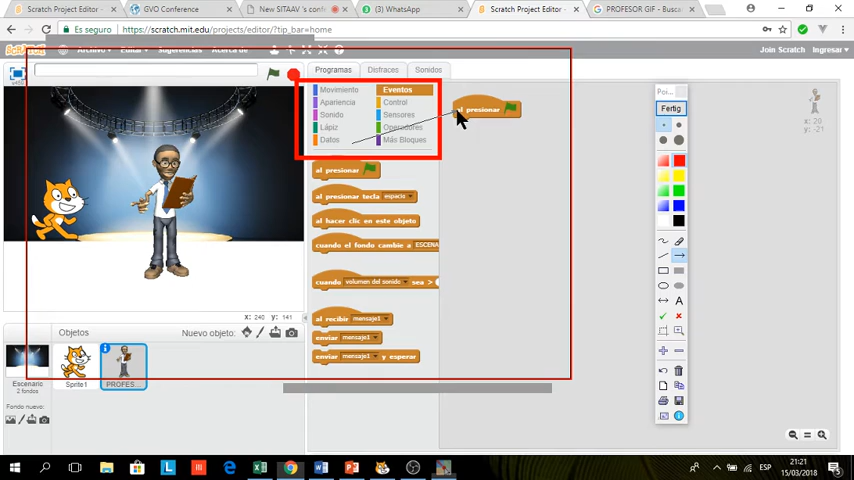 Scratch Project Editor -
GVO Conference
New SITAAV 's conf
(3) WhatsApp
Scratch Project Editor -
PROFESOR GIF - Busca
Es seguro
https://scratch.mit.edu/projects/editor/?tip_bar=home
SCRATCH
Archivo
Editar
Sugerencias
Acerca de
Join Scratch
Ingresar
v459
Programas
Disfraces
Sonidos
Movimiento
Eventos
Apariencia
Control
Sonido
Sensores
Lápiz
Operadores
Datos
Más Bloques
al presionar
al presionar
al presionar tecla espacio
al hacer clic en este objeto
cuando el fondo cambie a ESCENA
cuando volumen del sonido sea >
al recibir mensaje1
enviar mensaje1
enviar mensaje1 y esperar
x: 20
y: -21
Poi...
Fertig
A
x: 240 y: 141
Objetos
Nuevo objeto:
Escenario
2 fondos
Sprite1
PROFES...
Fondo nuevo:
L
ESP
21:21
15/03/2018